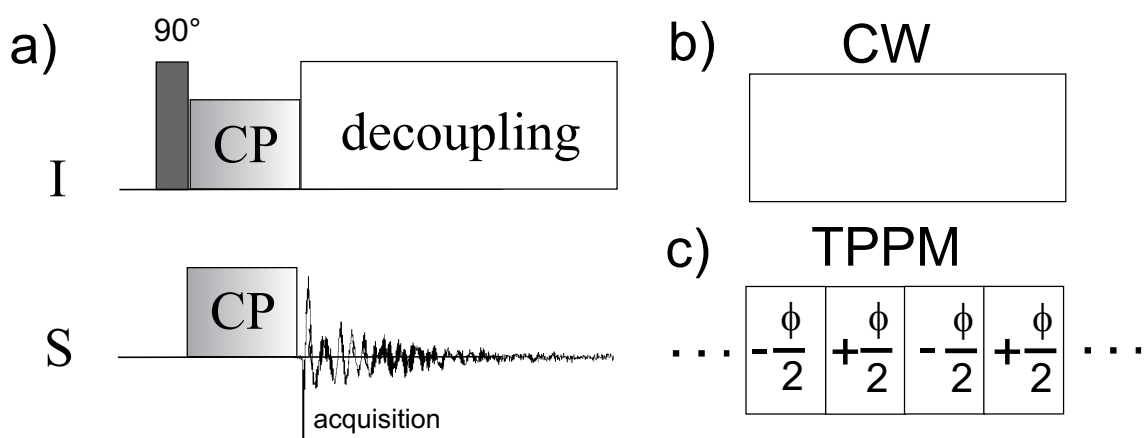 a)
90°
I
CP
decoupling
S
CP
acquisition
b)
CW
c)
TPPM
... -ϕ/2 +ϕ/2 -ϕ/2 +ϕ/2 ...